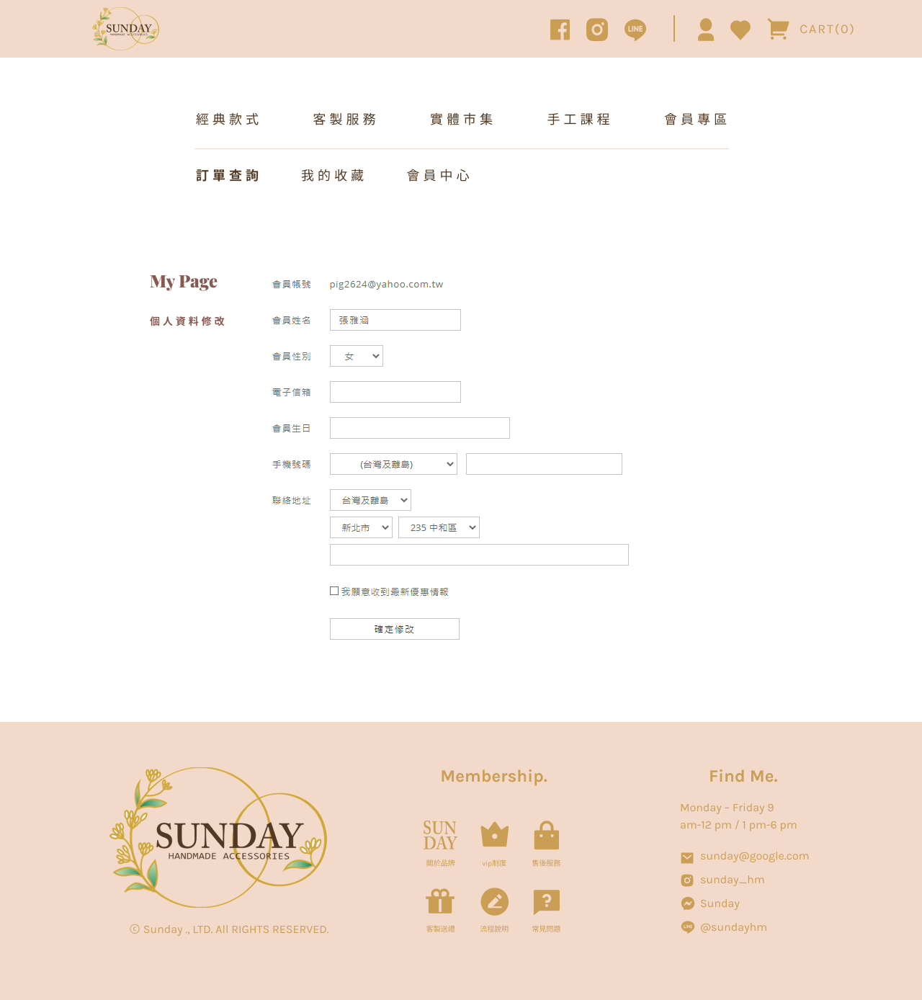 SUNDAY
HANDMADE ACCESSORIES
LINE
CART(0)
經典款式 客製服務 實體市集 手工課程 會員專區
訂單查詢 我的收藏 會員中心
My Page
個人資料修改
會員帳號 pig2624@yahoo.com.tw
會員姓名 張雅涵
會員性別 女
電子信箱
會員生日
手機號碼 (台灣及離島)
聯絡地址 台灣及離島
新北市 235 中和區
我願意收到最新優惠情報
確定修改
SUNDAY
HANDMADE ACCESSORIES
ⓒ Sunday ., LTD. All RIGHTS RESERVED.
Membership.
SUN
DAY
關於品牌 vip制度 售後服務
客製送禮 流程說明 常見問題
Find Me.
Monday – Friday 9
am-12 pm / 1 pm-6 pm
sunday@google.com
sunday_hm
Sunday
LINE @sundayhm